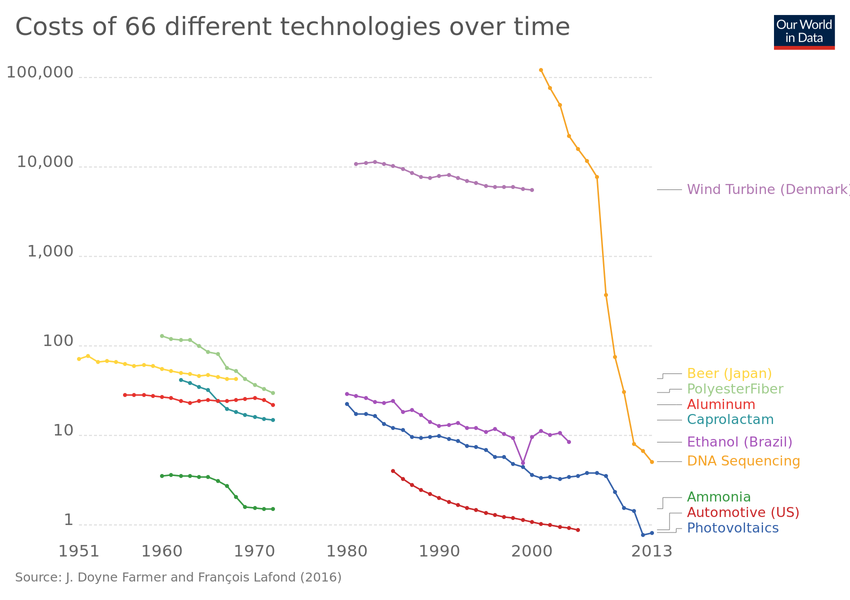 Costs of 66 different technologies over time
Our World
in Data
100,000
10,000
1,000
100
10
1
Wind Turbine (Denmark)
Beer (Japan)
PolyesterFiber
Aluminum
Caprolactam
Ethanol (Brazil)
DNA Sequencing
Ammonia
Automotive (US)
Photovoltaics
1951 1960 1970 1980 1990 2000 2013
Source: J. Doyne Farmer and François Lafond (2016)